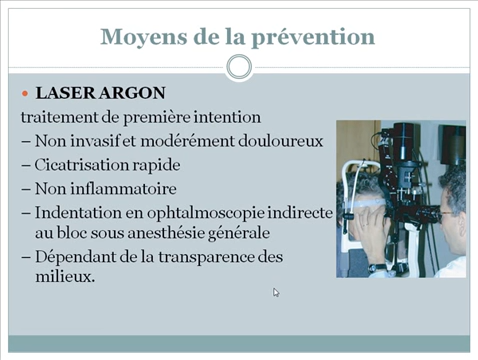 Moyens de la prévention
• LASER ARGON
traitement de première intention
– Non invasif et modérément douloureux
– Cicatrisation rapide
– Non inflammatoire
– Indentation en ophtalmoscopie indirecte
au bloc sous anesthésie générale
– Dépendant de la transparence des
milieux.